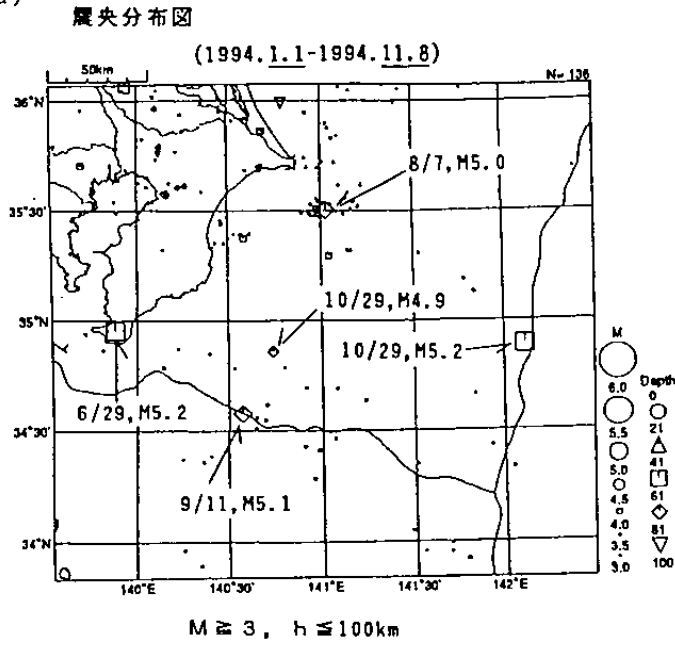 震央分布図
(1994.1.1-1994.11.8)
50km
N= 136
36°N
8/7,M5.0
35°30'
10/29,M4.9
35°N
10/29,M5.2
6/29,M5.2
34°30'
9/11,M5.1
34°N
140°E
140°30'
141°E
141°30'
142°E
M
6.0
5.5
5.0
4.5
4.0
3.5
3.0
Depth
0
21
41
61
81
100
M≧3, h≦100km